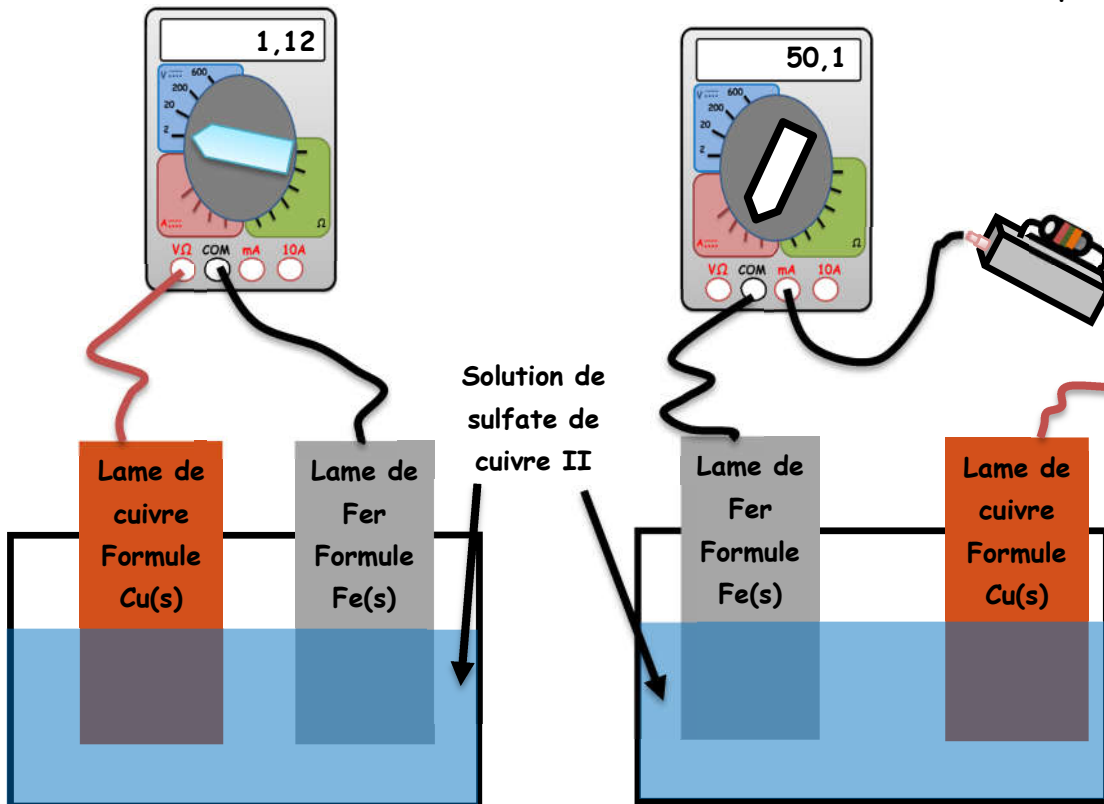 1,12
V
600
200
20
2
A
Ω
VΩ COM mA 10A
50,1
V
600
200
20
2
A
Ω
VΩ COM mA 10A
Solution de
sulfate de
cuivre II
Lame de
cuivre
Formule
Cu(s)
Lame de
Fer
Formule
Fe(s)
Lame de
Fer
Formule
Fe(s)
Lame de
cuivre
Formule
Cu(s)